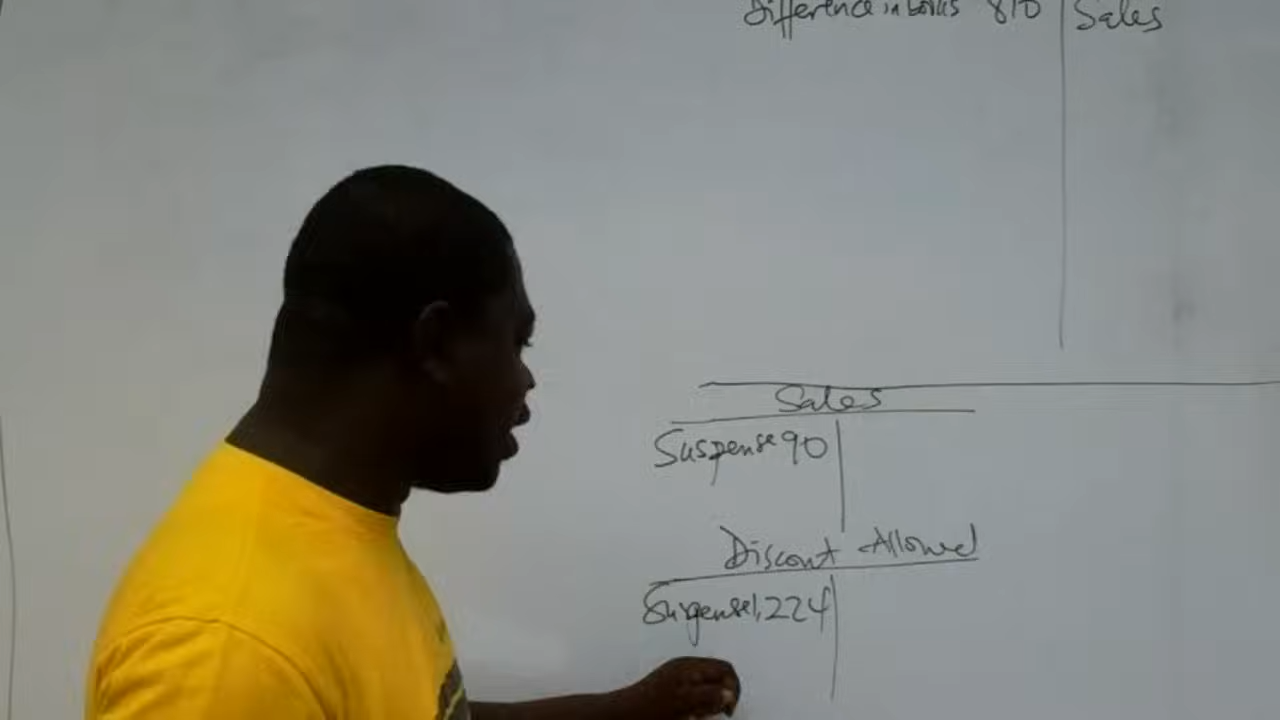 Difference in books 810 Sales
Sales
Suspense 90
Discount Allowed
Suspense 1,224